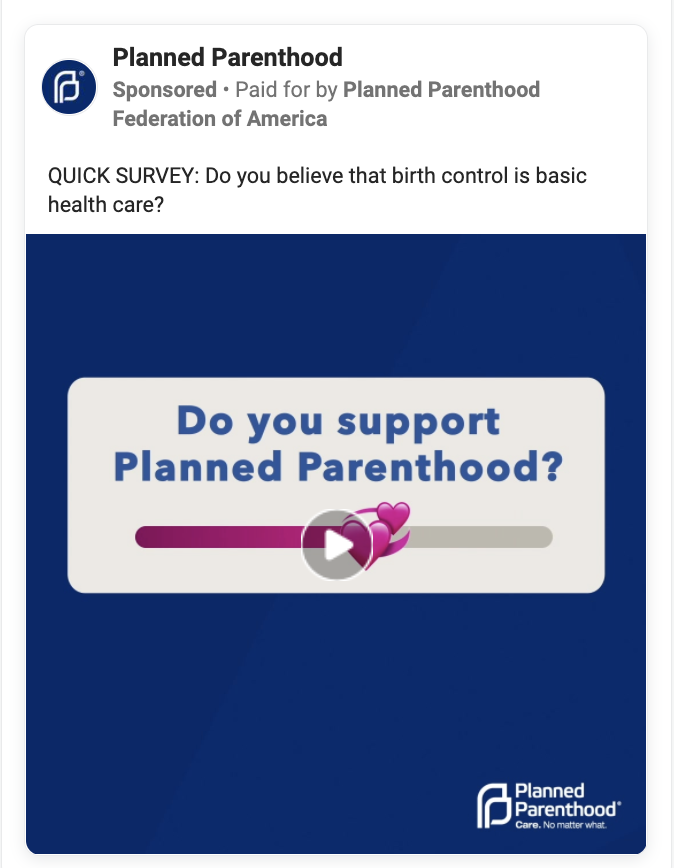 Planned Parenthood
Sponsored • Paid for by Planned Parenthood
Federation of America
QUICK SURVEY: Do you believe that birth control is basic
health care?
Do you support
Planned Parenthood?
Planned
Parenthood®
Care. No matter what.